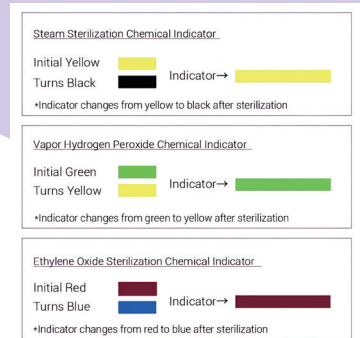 Steam Sterilization Chemical Indicator
Initial Yellow
Turns Black
Indicator→
*Indicator changes from yellow to black after sterilization
Vapor Hydrogen Peroxide Chemical Indicator
Initial Green
Turns Yellow
Indicator→
*Indicator changes from green to yellow after sterilization
Ethylene Oxide Sterilization Chemical Indicator
Initial Red
Turns Blue
Indicator→
*Indicator changes from red to blue after sterilization